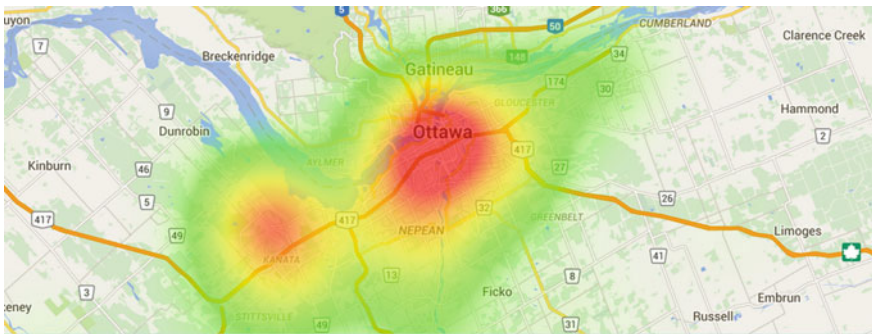 uyon
5
366
50
CUMBERLAND
Clarence Creek
7
Breckenridge
148
34
Gatineau
174
30
9
GLOUCESTER
Hammond
Dunrobin
Ottawa
2
Kinburn
46
AYLMER
417
27
5
26
417
417
32
GREENBELT
49
NEPEAN
Limoges
KANATA
41
13
8
3
Ficko
Embrun
ceney
STITTSVILLE
49
31
Russell